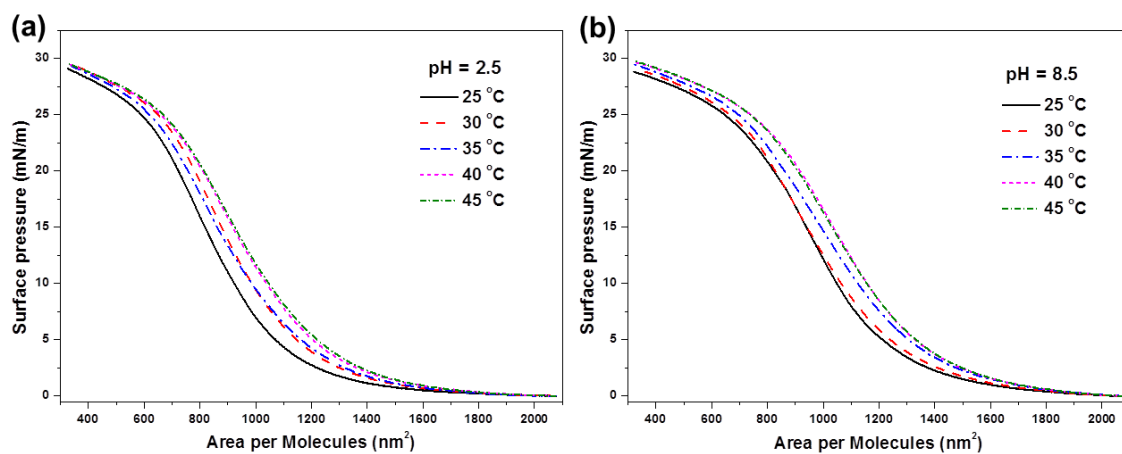 (a)
pH = 2.5
25 °C
30 °C
35 °C
40 °C
45 °C
Surface pressure (mN/m)
30
25
20
15
10
5
0
400 600 800 1000 1200 1400 1600 1800 2000
Area per Molecules (nm²)
(b)
pH = 8.5
25 °C
30 °C
35 °C
40 °C
45 °C
Surface pressure (mN/m)
30
25
20
15
10
5
0
400 600 800 1000 1200 1400 1600 1800 2000
Area per Molecules (nm²)